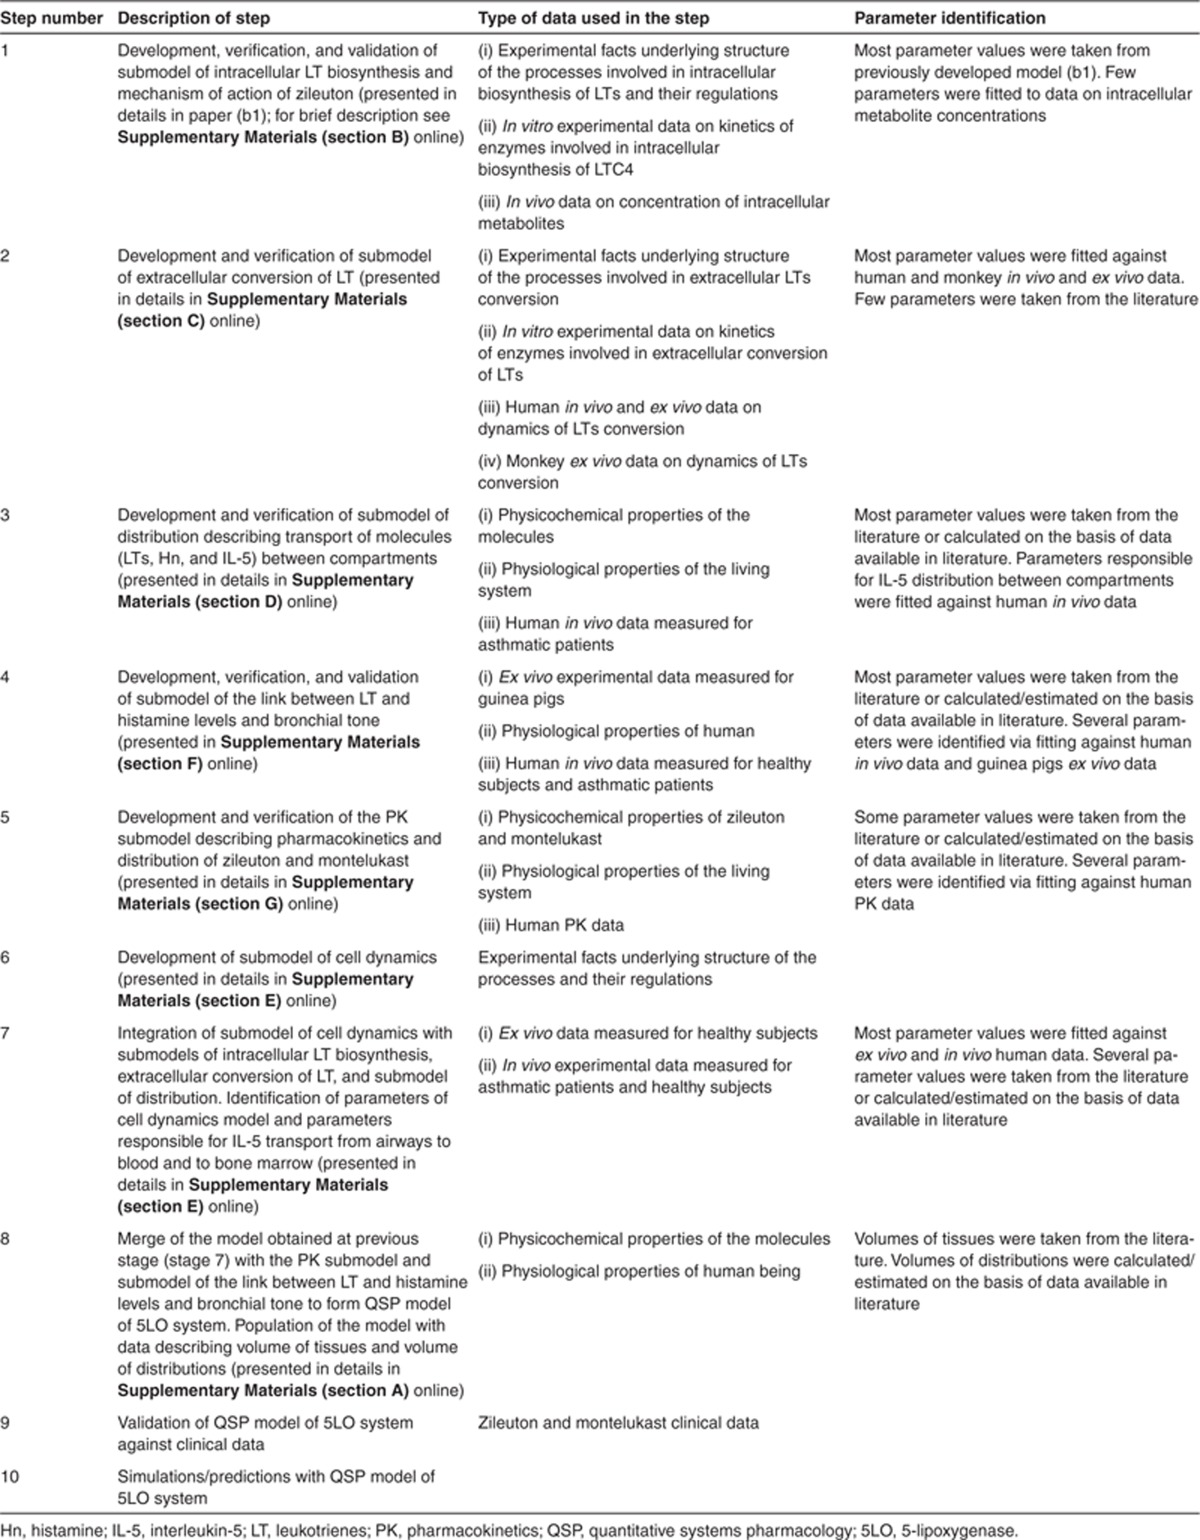 Step number Description of step Type of data used in the step Parameter identification
1
Development, verification, and validation of
submodel of intracellular LT biosynthesis and
mechanism of action of zileuton (presented in
details in paper (b1); for brief description see
Supplementary Materials (section B) online)
(i) Experimental facts underlying structure
of the processes involved in intracellular
biosynthesis of LTs and their regulations
(ii) In vitro experimental data on kinetics of
enzymes involved in intracellular
biosynthesis of LTC4
(iii) In vivo data on concentration of intracellular
metabolites
Most parameter values were taken from
previously developed model (b1). Few
parameters were fitted to data on intracellular
metabolite concentrations
2
Development and verification of submodel
of extracellular conversion of LT (presented
in details in Supplementary Materials
(section C) online)
(i) Experimental facts underlying structure
of the processes involved in extracellular LTs
conversion
(ii) In vitro experimental data on kinetics
of enzymes involved in extracellular conversion
of LTs
(iii) Human in vivo and ex vivo data on
dynamics of LTs conversion
(iv) Monkey ex vivo data on dynamics of LTs
conversion
Most parameter values were fitted against
human and monkey in vivo and ex vivo data.
Few parameters were taken from the literature
3
Development and verification of submodel of
distribution describing transport of molecules
(LTs, Hn, and IL-5) between compartments
(presented in details in Supplementary
Materials (section D) online)
(i) Physicochemical properties of the
molecules
(ii) Physiological properties of the living
system
(iii) Human in vivo data measured for
asthmatic patients
Most parameter values were taken from the
literature or calculated on the basis of data
available in literature. Parameters responsible
for IL-5 distribution between compartments
were fitted against human in vivo data
4
Development, verification, and validation
of submodel of the link between LT and
histamine levels and bronchial tone
(presented in Supplementary Materials
(section F) online)
(i) Ex vivo experimental data measured for
guinea pigs
(ii) Physiological properties of human
(iii) Human in vivo data measured for healthy
subjects and asthmatic patients
Most parameter values were taken from the
literature or calculated/estimated on the basis
of data available in literature. Several param-
eters were identified via fitting against human
in vivo data and guinea pigs ex vivo data
5
Development and verification of the PK
submodel describing pharmacokinetics and
distribution of zileuton and montelukast
(presented in details in Supplementary
Materials (section G) online)
(i) Physicochemical properties of zileuton
and montelukast
(ii) Physiological properties of the living
system
(iii) Human PK data
Some parameter values were taken from the
literature or calculated/estimated on the basis
of data available in literature. Several param-
eters were identified via fitting against human
PK data
6
Development of submodel of cell dynamics
(presented in details in Supplementary
Materials (section E) online)
Experimental facts underlying structure of the
processes and their regulations
7
Integration of submodel of cell dynamics with
submodels of intracellular LT biosynthesis,
extracellular conversion of LT, and submodel
of distribution. Identification of parameters of
cell dynamics model and parameters
responsible for IL-5 transport from airways to
blood and to bone marrow (presented in
details in Supplementary Materials
(section E) online)
(i) Ex vivo data measured for healthy subjects
(ii) In vivo experimental data measured for
asthmatic patients and healthy subjects
Most parameter values were fitted against
ex vivo and in vivo human data. Several pa-
rameter values were taken from the literature
or calculated/estimated on the basis of data
available in literature
8
Merge of the model obtained at previous
stage (stage 7) with the PK submodel and
submodel of the link between LT and histamine
levels and bronchial tone to form QSP model
of 5LO system. Population of the model with
data describing volume of tissues and volume
of distributions (presented in details in
Supplementary Materials (section A) online)
(i) Physicochemical properties of the molecules
(ii) Physiological properties of human being
Volumes of tissues were taken from the litera-
ture. Volumes of distributions were calculated/
estimated on the basis of data available in
literature
9
Validation of QSP model of 5LO system
against clinical data
Zileuton and montelukast clinical data
10
Simulations/predictions with QSP model of
5LO system
Hn, histamine; IL-5, interleukin-5; LT, leukotrienes; PK, pharmacokinetics; QSP, quantitative systems pharmacology; 5LO, 5-lipoxygenase.